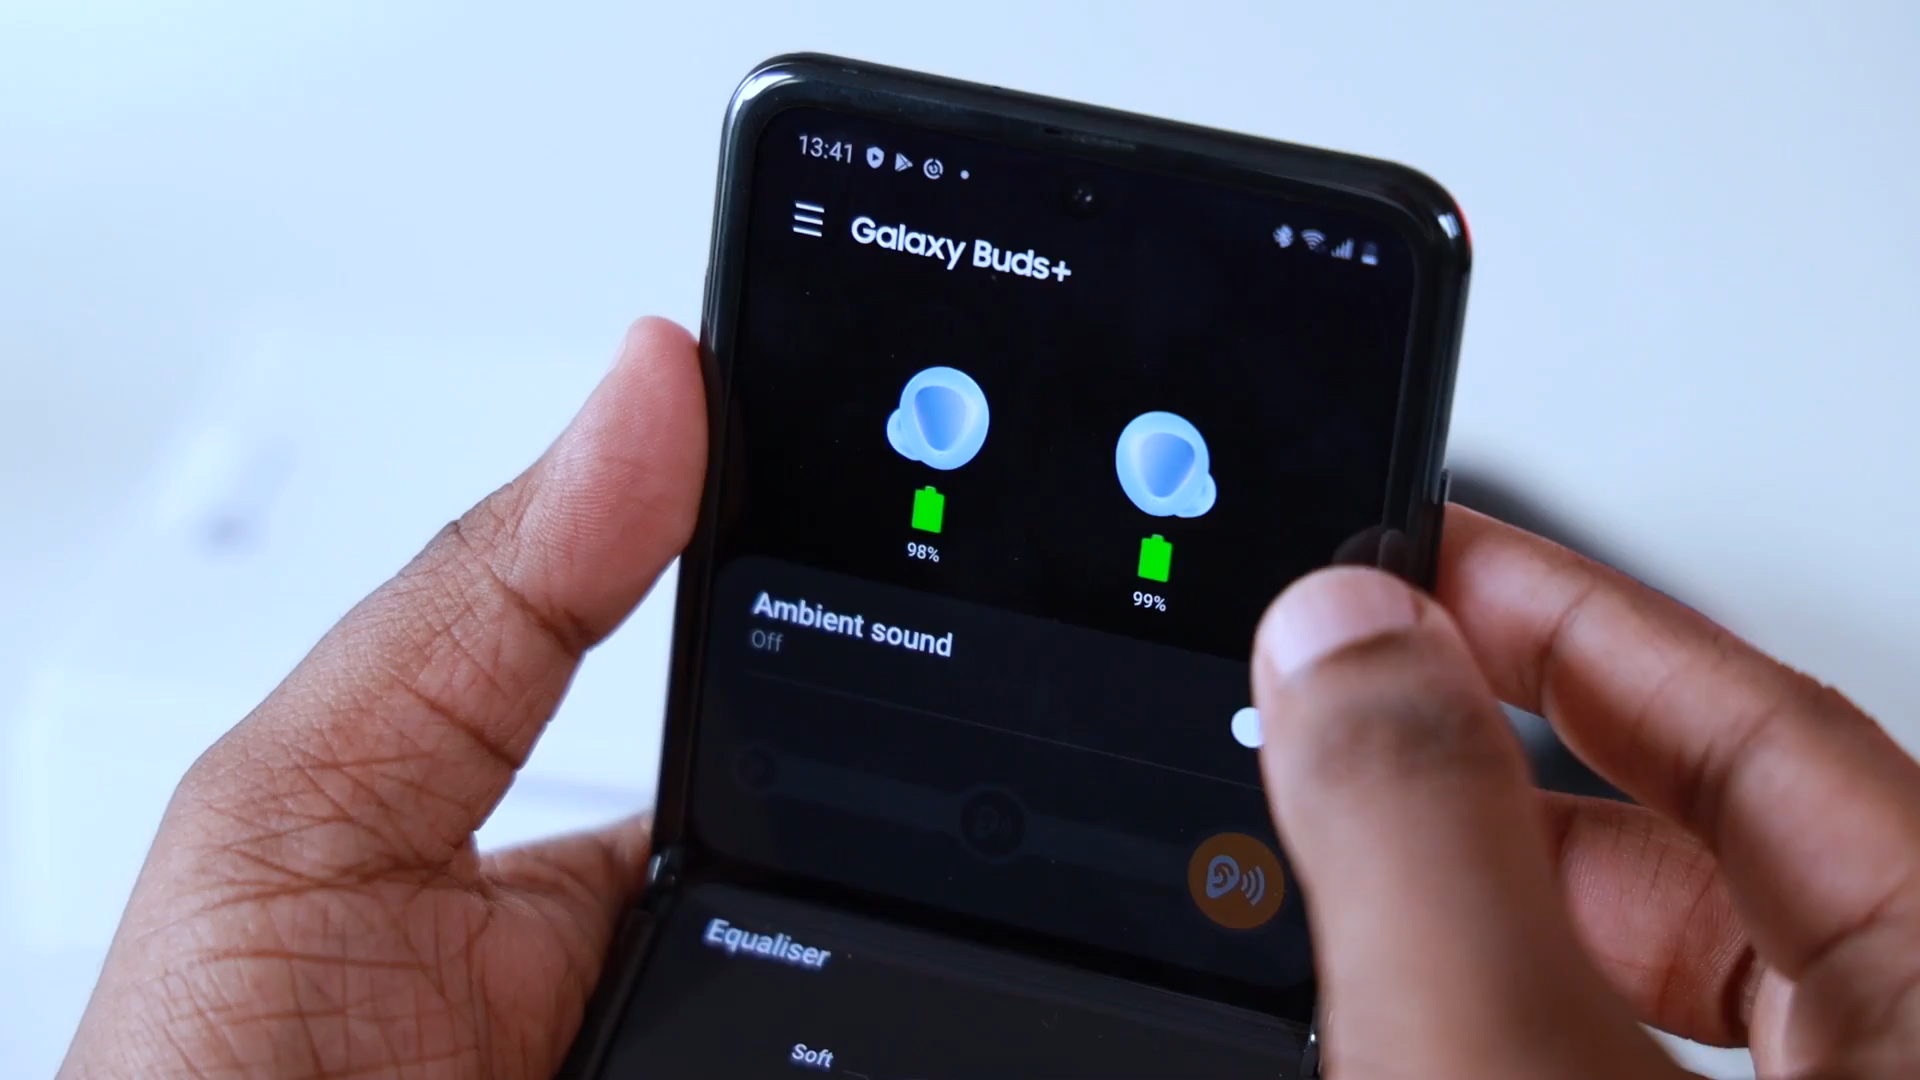 13:41
Galaxy Buds+
98%
99%
Ambient sound
Off
Equaliser
Soft